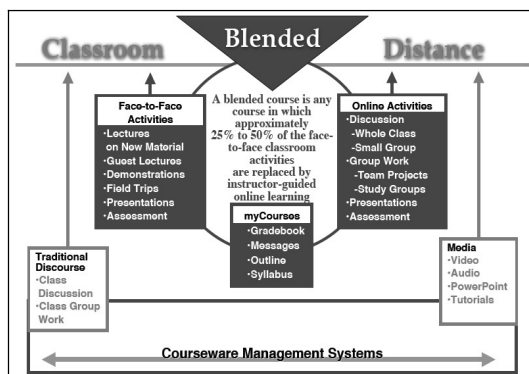 Classroom
Blended
Distance
Face-to-Face
Activities
•Lectures
on New Material
•Guest Lectures
•Demonstrations
•Field Trips
•Presentations
•Assessment
A blended course is any
course in which
approximately
25% to 50% of the face-
to-face classroom
activities
are replaced by
instructor-guided
online learning
Online Activities
•Discussion
-Whole Class
-Small Group
•Group Work
-Team Projects
-Study Groups
•Presentations
•Assessment
myCourses
•Gradebook
•Messages
•Outline
•Syllabus
Traditional
Discourse
•Class
Discussion
•Class Group
Work
Media
•Video
•Audio
•PowerPoint
•Tutorials
Courseware Management Systems